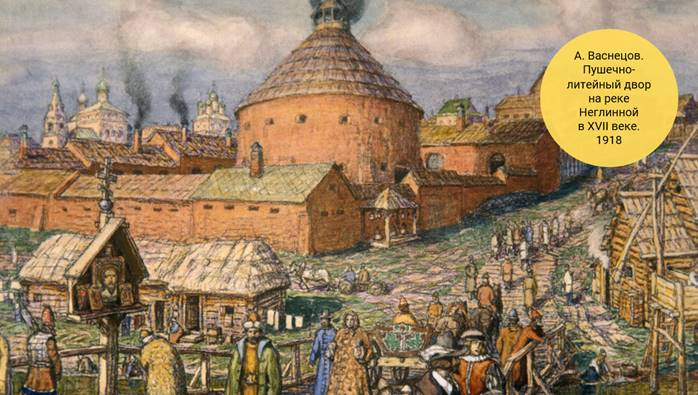 А. Васнецов.
Пушечно-
литейный двор
на реке
Неглинной
в XVII веке.
1918